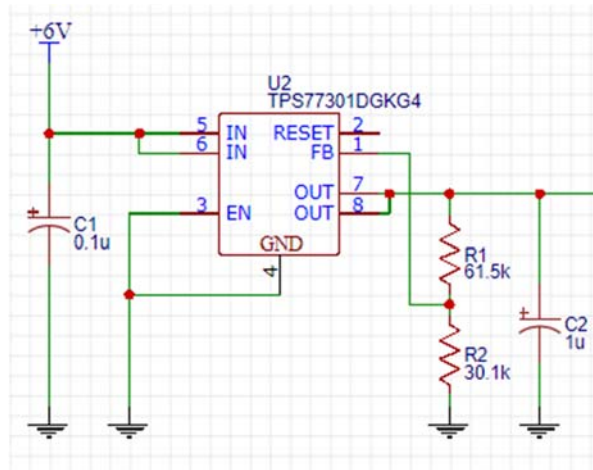 +6V
U2
TPS77301DGKG4
5 IN RESET 2
6 IN FB 1
OUT 7
3 EN OUT 8
GND
4
C1
0.1u
R1
61.5k
R2
30.1k
C2
1u